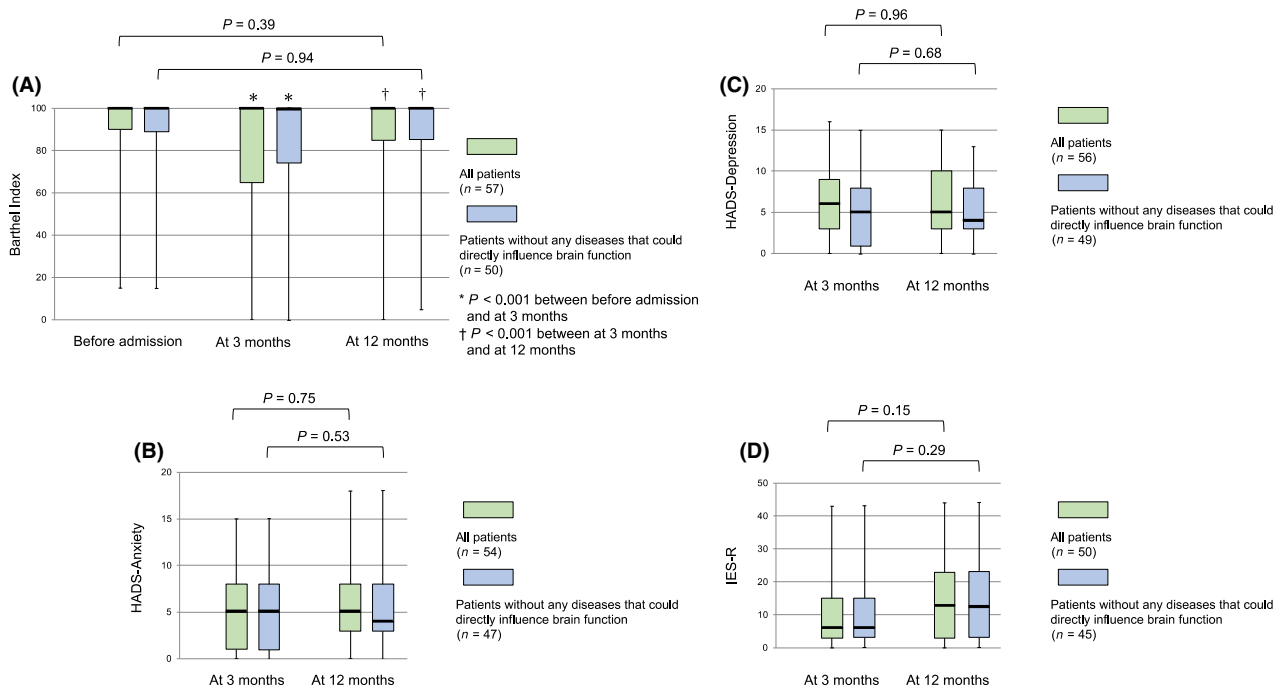 P = 0.39
P = 0.94
(A)
100
80
60
40
20
0
Barthel Index
* *
† †
Before admission
At 3 months
At 12 months
All patients
(n = 57)
Patients without any diseases that could
directly influence brain function
(n = 50)
* P < 0.001 between before admission
and at 3 months
† P < 0.001 between at 3 months
and at 12 months
P = 0.96
P = 0.68
(C)
20
15
10
5
0
HADS-Depression
At 3 months
At 12 months
All patients
(n = 56)
Patients without any diseases that could
directly influence brain function
(n = 49)
P = 0.75
P = 0.53
(B)
20
15
10
5
0
HADS-Anxiety
At 3 months
At 12 months
All patients
(n = 54)
Patients without any diseases that could
directly influence brain function
(n = 47)
P = 0.15
P = 0.29
(D)
50
40
30
20
10
0
IES-R
At 3 months
At 12 months
All patients
(n = 50)
Patients without any diseases that could
directly influence brain function
(n = 45)